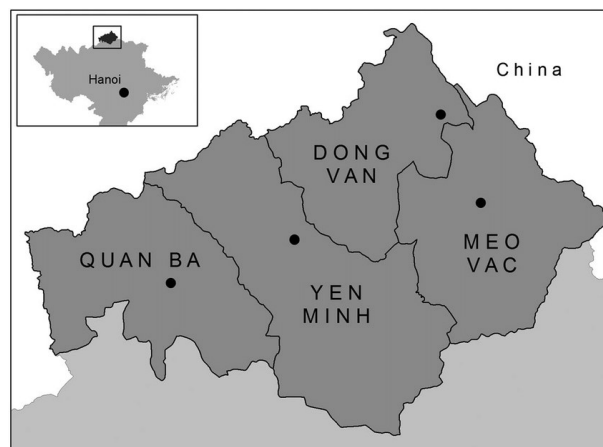 Hanoi
China
DONG
VAN
MEO
VAC
QUAN BA
YEN
MINH